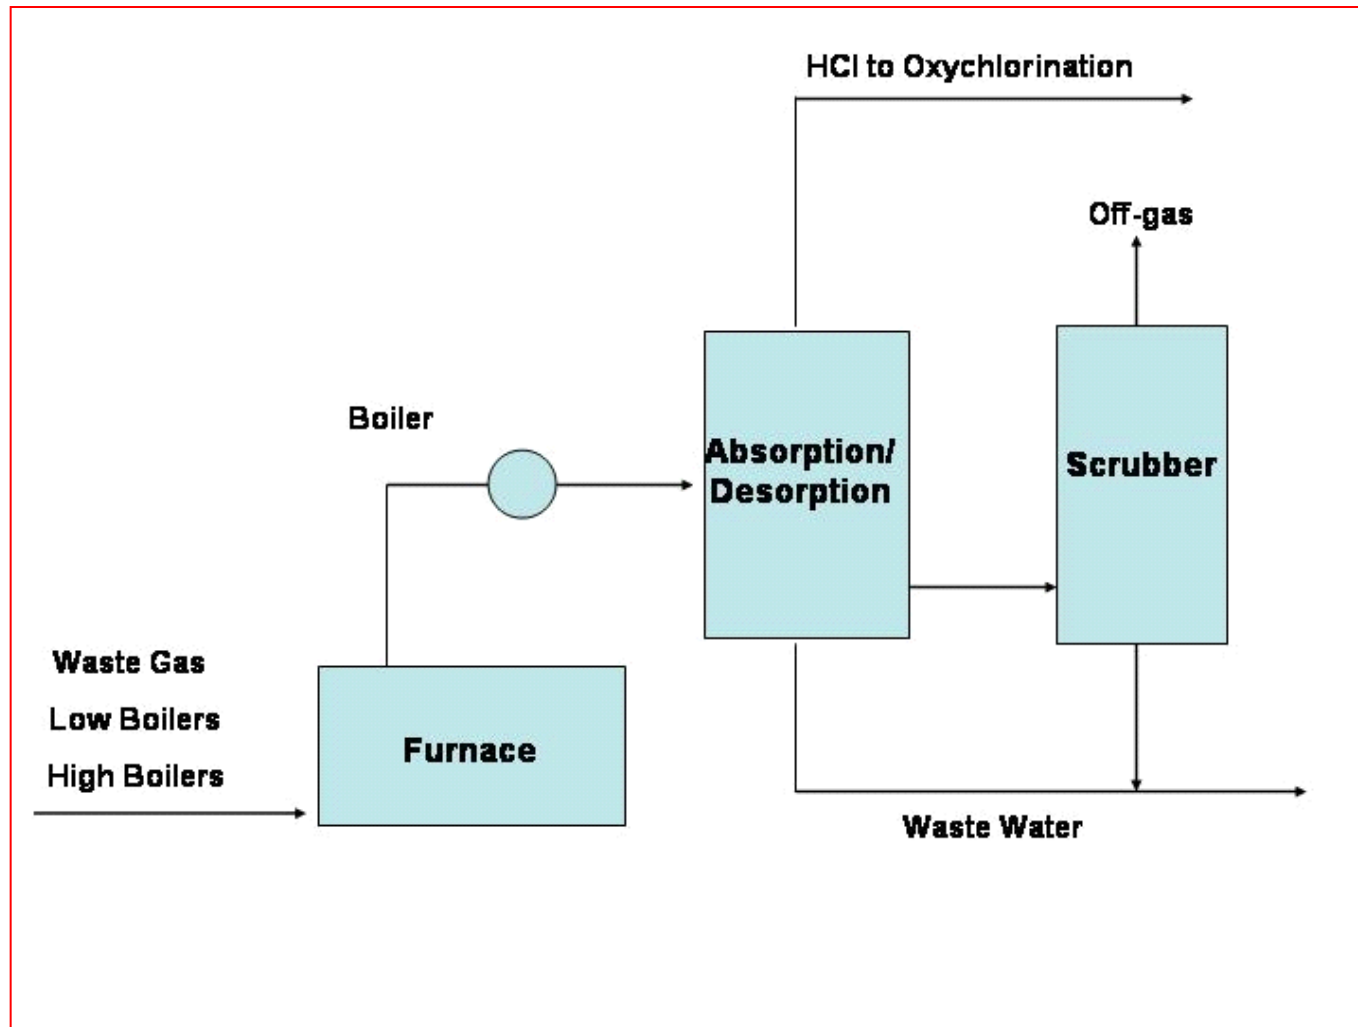 HCl to Oxychlorination
Off-gas
Boiler
Absorption/
Desorption
Scrubber
Waste Gas
Low Boilers
High Boilers
Furnace
Waste Water